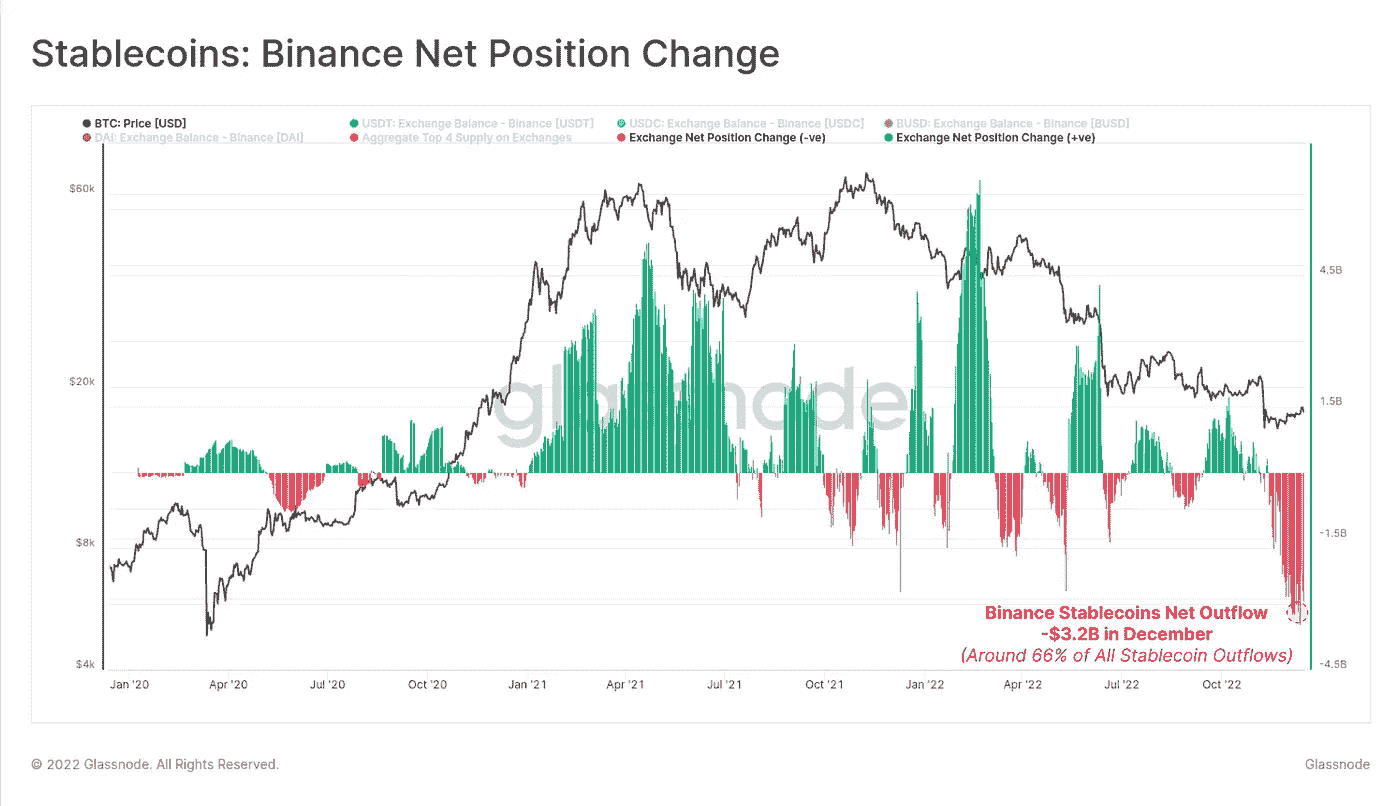 Stablecoins: Binance Net Position Change
BTC: Price [USD] USDT: Exchange Balance - Binance [USDT] USDC: Exchange Balance - Binance [USDC] BUSD: Exchange Balance - Binance [BUSD]
DAI: Exchange Balance - Binance [DAI] Aggregate Top 4 Supply on Exchanges Exchange Net Position Change (-ve) Exchange Net Position Change (+ve)
$60k
4.5B
$20k
1.5B
glassnode
$8k
-1.5B
Binance Stablecoins Net Outflow
-$3.2B in December
(Around 66% of All Stablecoin Outflows)
$4k
-4.5B
Jan '20 Apr '20 Jul '20 Oct '20 Jan '21 Apr '21 Jul '21 Oct '21 Jan '22 Apr '22 Jul '22 Oct '22
© 2022 Glassnode. All Rights Reserved.
Glassnode